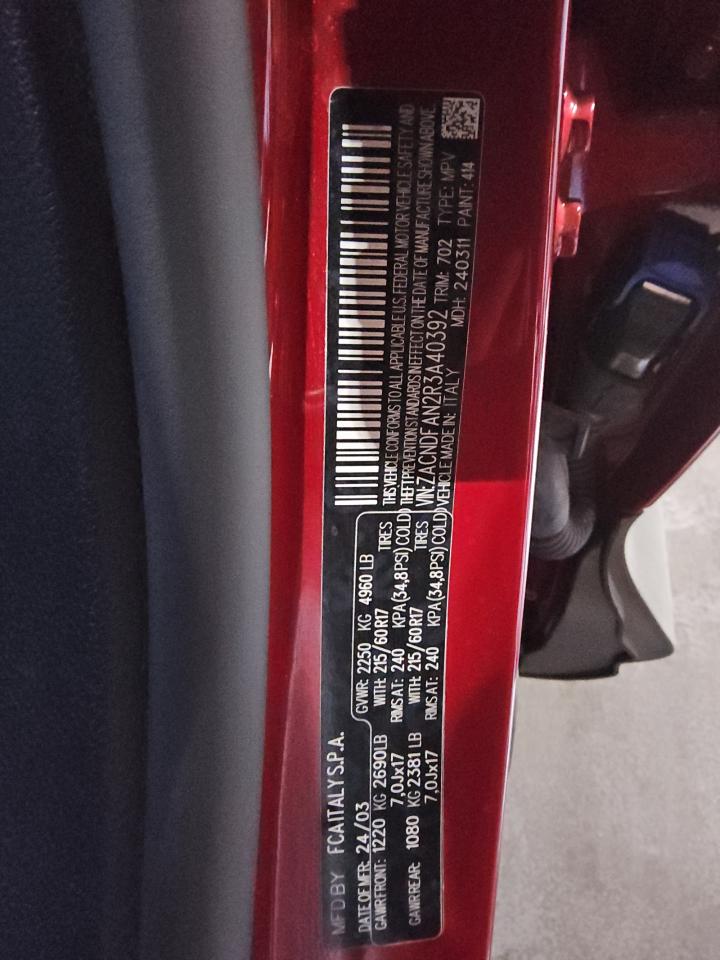 MFD BY FCA ITALY S.P.A.
DATE OF MFR: 24/03 GVWR: 2250 KG 4960 LB
GAWR FRONT: 1220 KG 2690 LB WITH: 215/60R17 TIRES
7,0Jx17 RIMS AT: 240 KPA (34,8PSI) COLD
GAWR REAR: 1080 KG 2381 LB WITH: 215/60R17 TIRES
7,0Jx17 RIMS AT: 240 KPA (34,8PSI) COLD
THIS VEHICLE CONFORMS TO ALL APPLICABLE U.S. FEDERAL MOTOR VEHICLE SAFETY AND
THEFT PREVENTION STANDARDS IN EFFECT ON THE DATE OF MANUFACTURE SHOWN ABOVE.
VIN: ZACNDFAN2R3A40392 TRIM: 702 TYPE: MPV
VEHICLE MADE IN: ITALY MDH: 240311 PAINT: 414